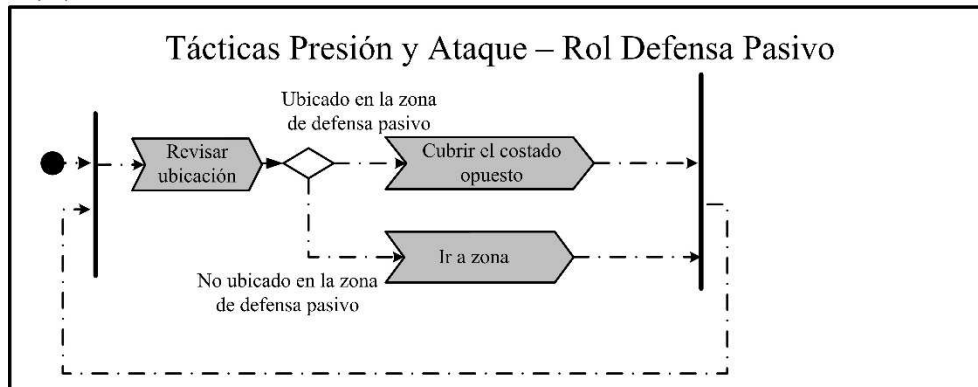 Tácticas Presión y Ataque – Rol Defensa Pasivo
Ubicado en la zona
de defensa pasivo
Revisar
ubicación
Cubrir el costado
opuesto
Ir a zona
No ubicado en la zona
de defensa pasivo